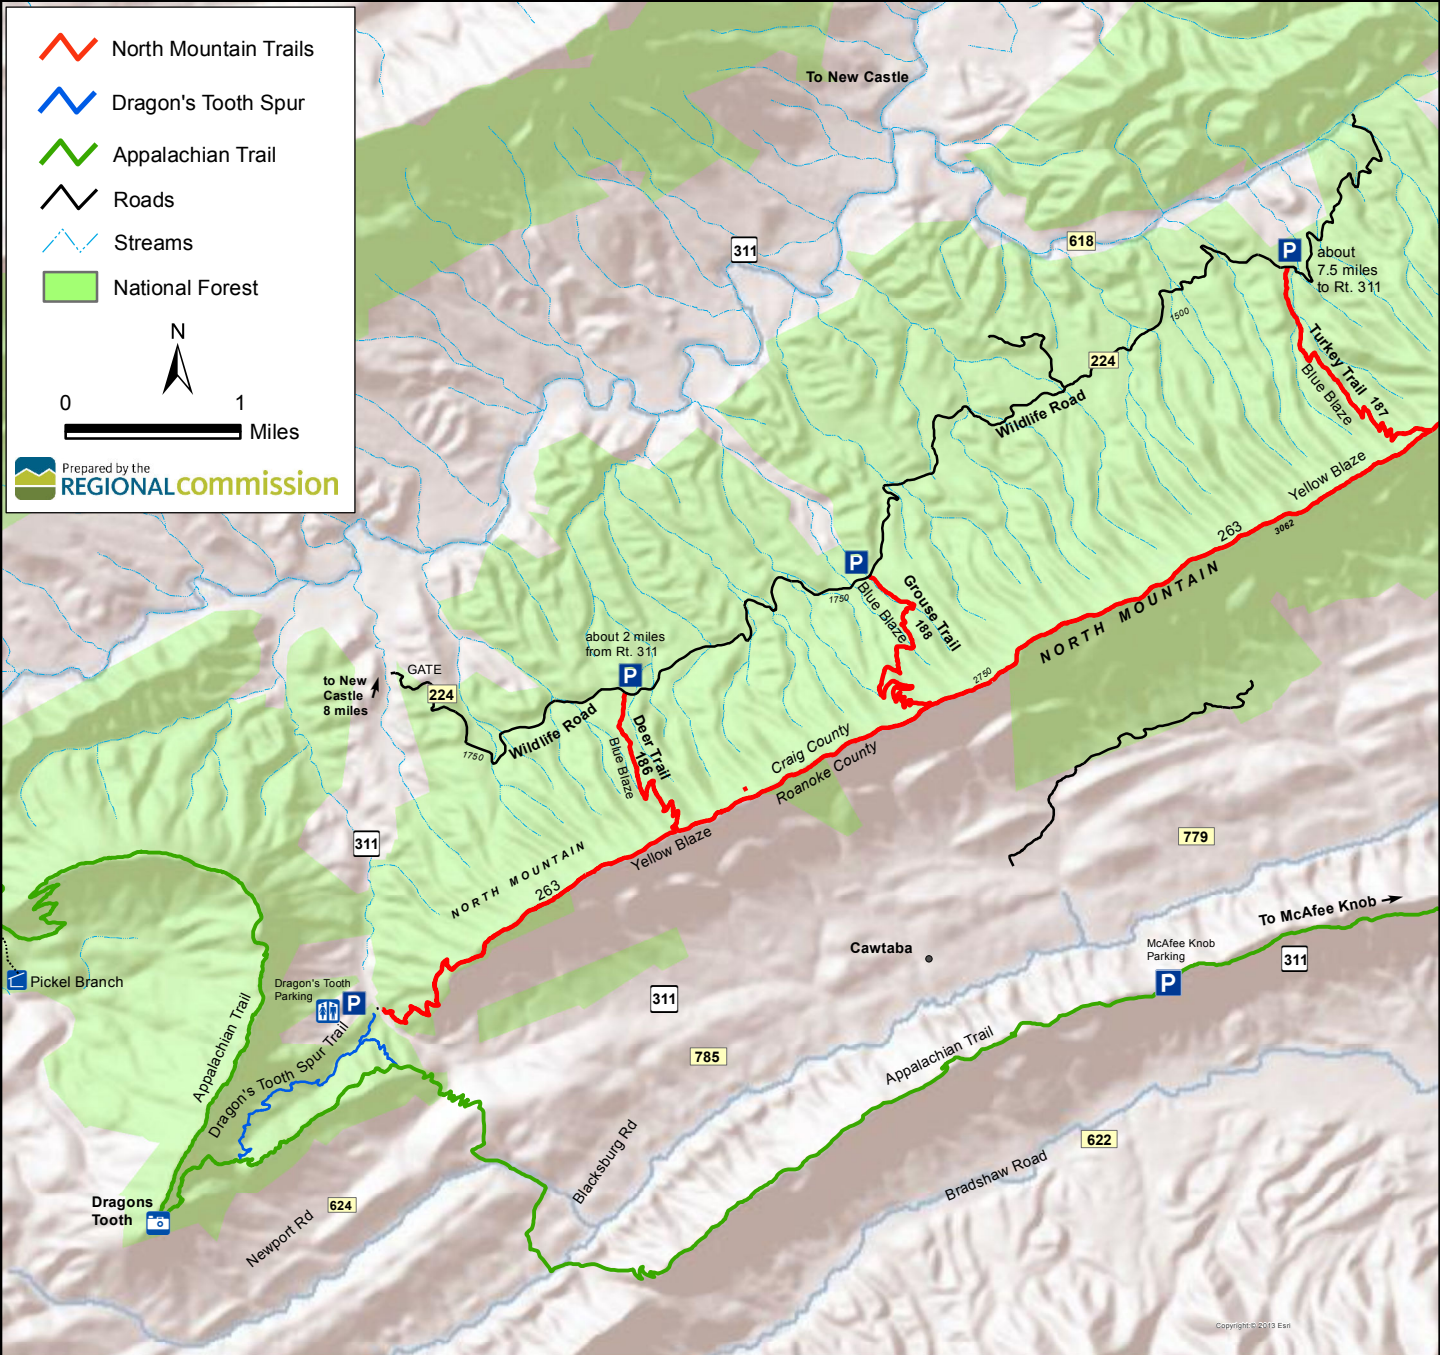 North Mountain Trails
Dragon's Tooth Spur
Appalachian Trail
Roads
Streams
National Forest
N
0 1
Miles
Prepared by the
REGIONAL commission
To New Castle
311
618
P
about
7.5 miles
to Rt. 311
1500
224
Turkey Trail 187
Blue Blaze
Wildlife Road
Yellow Blaze
263
3062
NORTH MOUNTAIN
P
1750
Grouse Trail
188
Blue Blaze
2750
about 2 miles
from Rt. 311
P
GATE
224
to New
Castle
8 miles
1750
Wildlife Road
Deer Trail
186
Blue Blaze
Craig County
Roanoke County
311
NORTH MOUNTAIN
263
Yellow Blaze
779
To McAfee Knob
McAfee Knob
Parking
P
311
Cawtaba
Pickel Branch
Dragon's Tooth
Parking
P
311
785
Appalachian Trail
Appalachian Trail
Dragon's Tooth Spur Trail
Blacksburg Rd
622
Bradshaw Road
Dragons
Tooth
624
Newport Rd
Copyright:© 2013 Esri